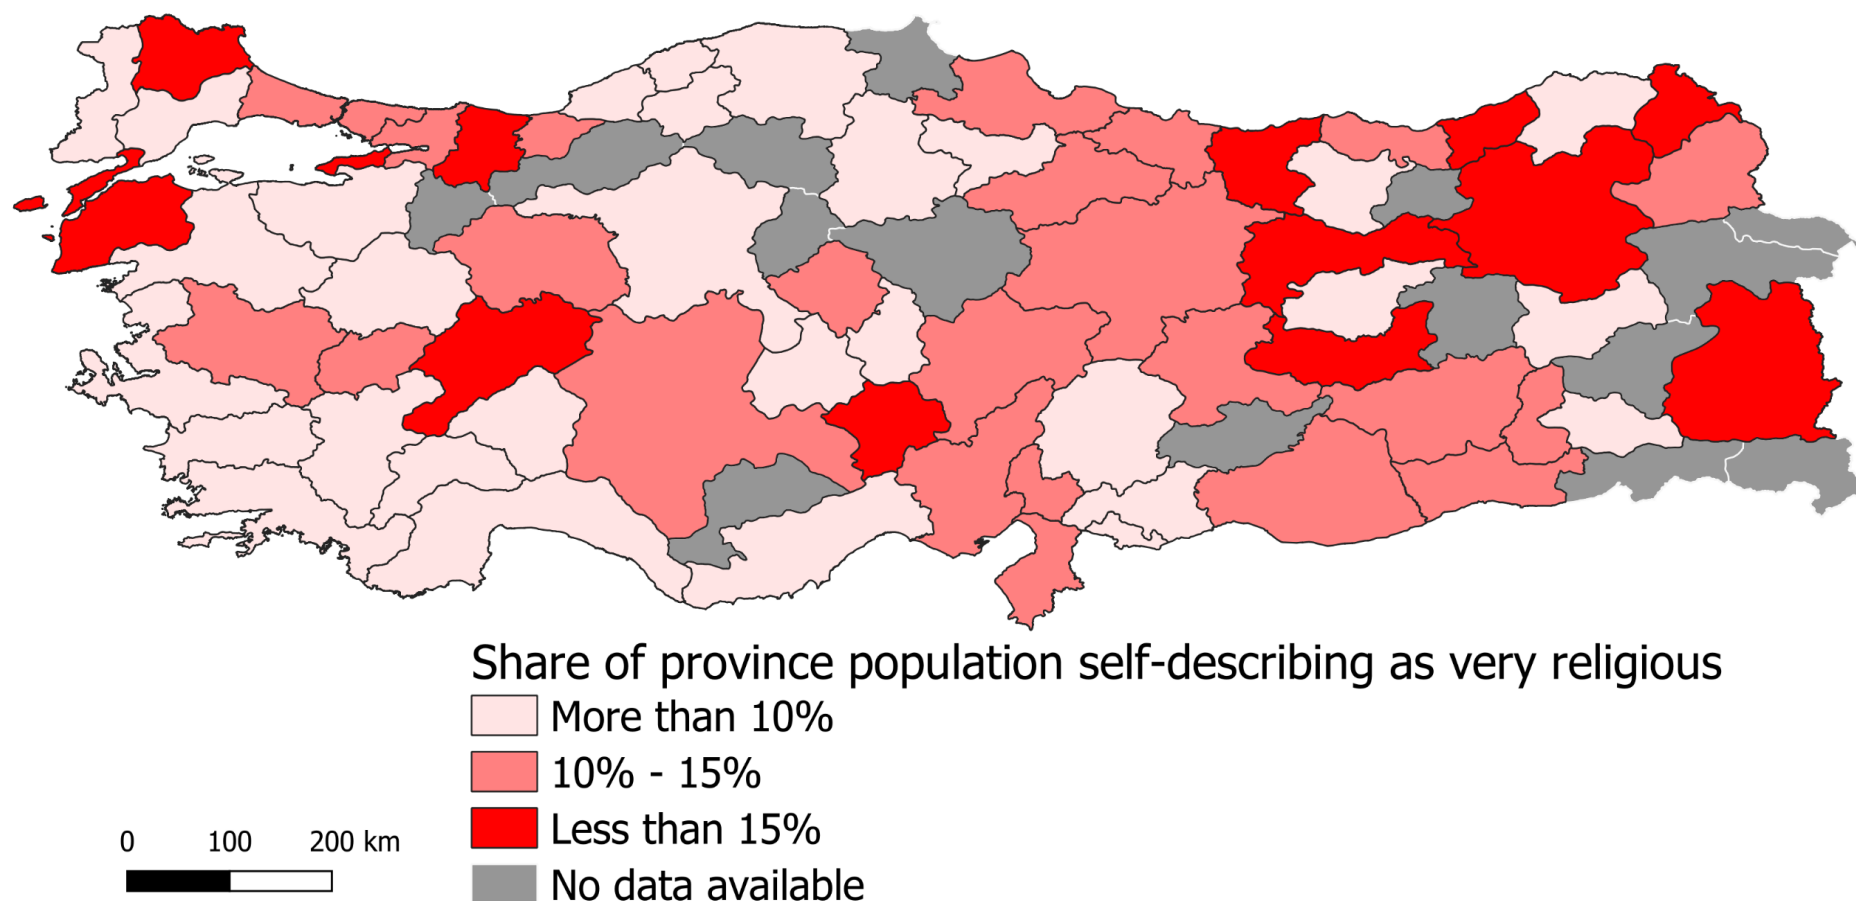 Share of province population self-describing as very religious
More than 10%
10% - 15%
Less than 15%
No data available
0 100 200 km